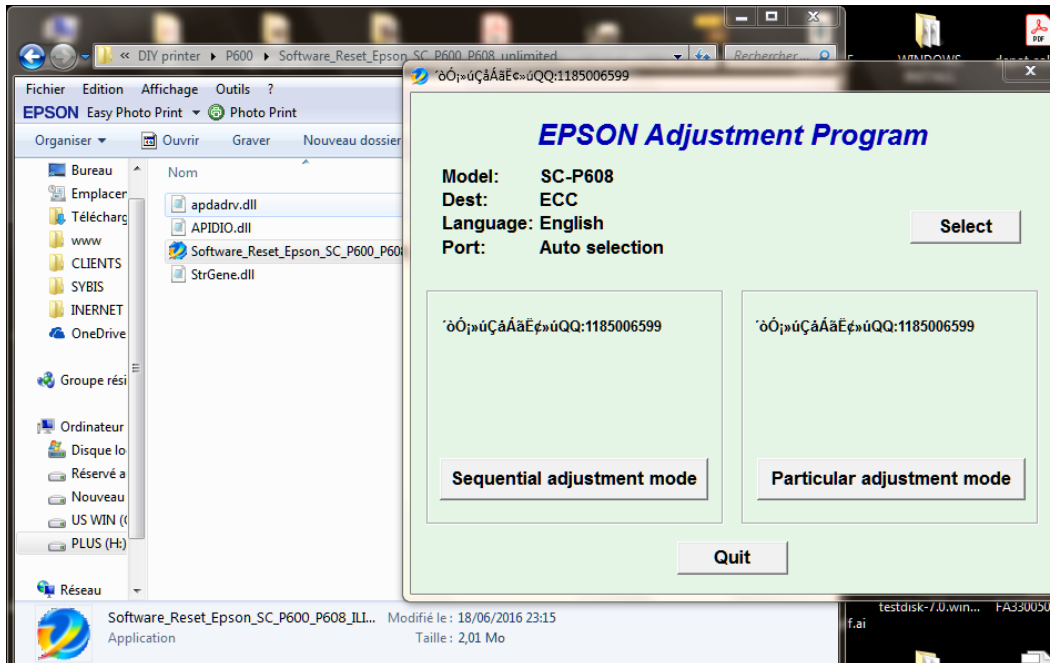 « DIY printer ▸ P600 ▸ Software_Reset_Epson_SC_P600_P608_unlimited
Rechercher...
WINDOWS
Fichier Edition Affichage Outils ?
EPSON Easy Photo Print Photo Print
Organiser Ouvrir Graver Nouveau dossier
Bureau
Emplacer
Télécharg
www
CLIENTS
SYBIS
INERNET
OneDrive
Groupe rési
Ordinateur
Disque lo
Réservé a
Nouveau
US WIN (
PLUS (H:)
Réseau
Nom
apdadrv.dll
APIDIO.dll
Software_Reset_Epson_SC_P600_P60
StrGene.dll
´òÓ¡»úÇåÁãË¢»úQQ:1185006599
EPSON Adjustment Program
Model: SC-P608
Dest: ECC
Language: English
Port: Auto selection
Select
´òÓ¡»úÇåÁãË¢»úQQ:1185006599
´òÓ¡»úÇåÁãË¢»úQQ:1185006599
Sequential adjustment mode
Particular adjustment mode
Quit
Software_Reset_Epson_SC_P600_P608_ILI... Modifié le : 18/06/2016 23:15
Application Taille : 2,01 Mo
testdisk-7.0.win...
FA330050
f.ai
PDF